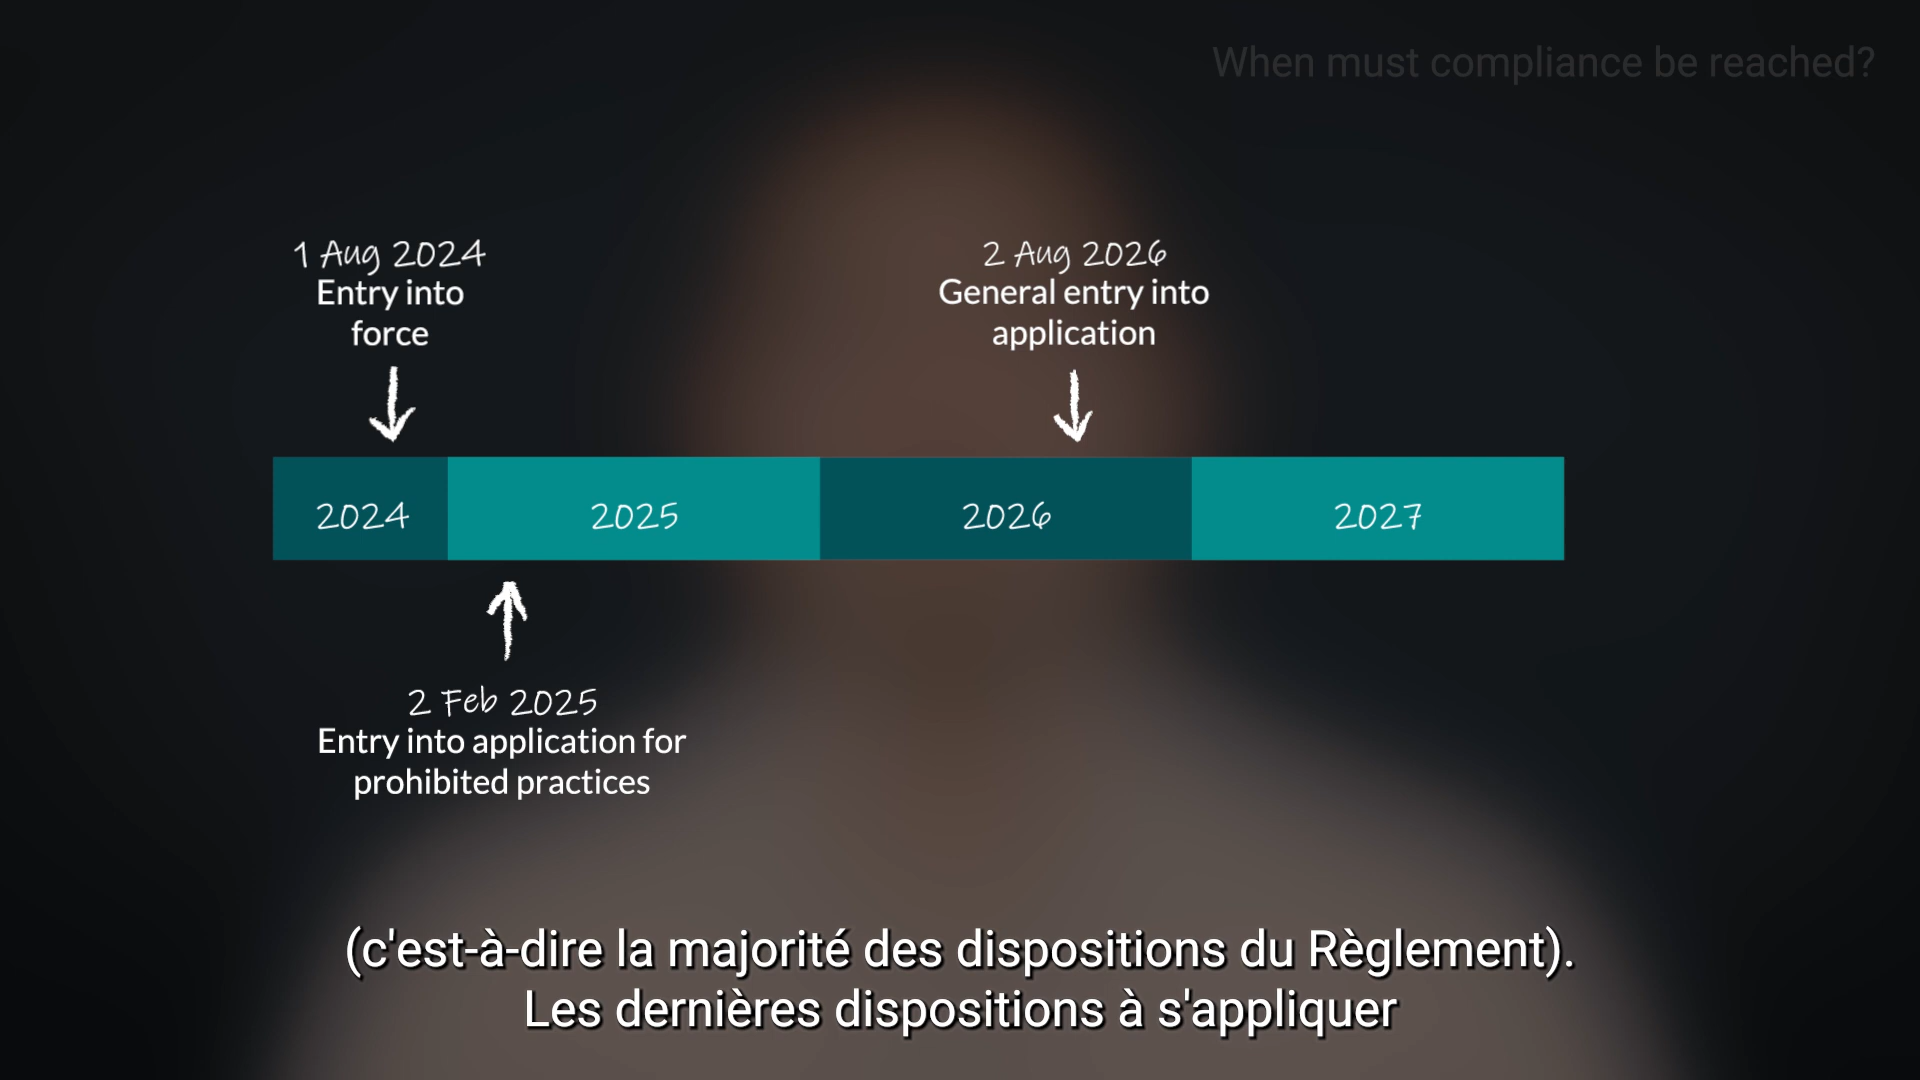 When must compliance be reached?
1 Aug 2024
Entry into
force
2 Aug 2026
General entry into
application
2024
2025
2026
2027
2 Feb 2025
Entry into application for
prohibited practices
(c'est-à-dire la majorité des dispositions du Règlement).
Les dernières dispositions à s'appliquer